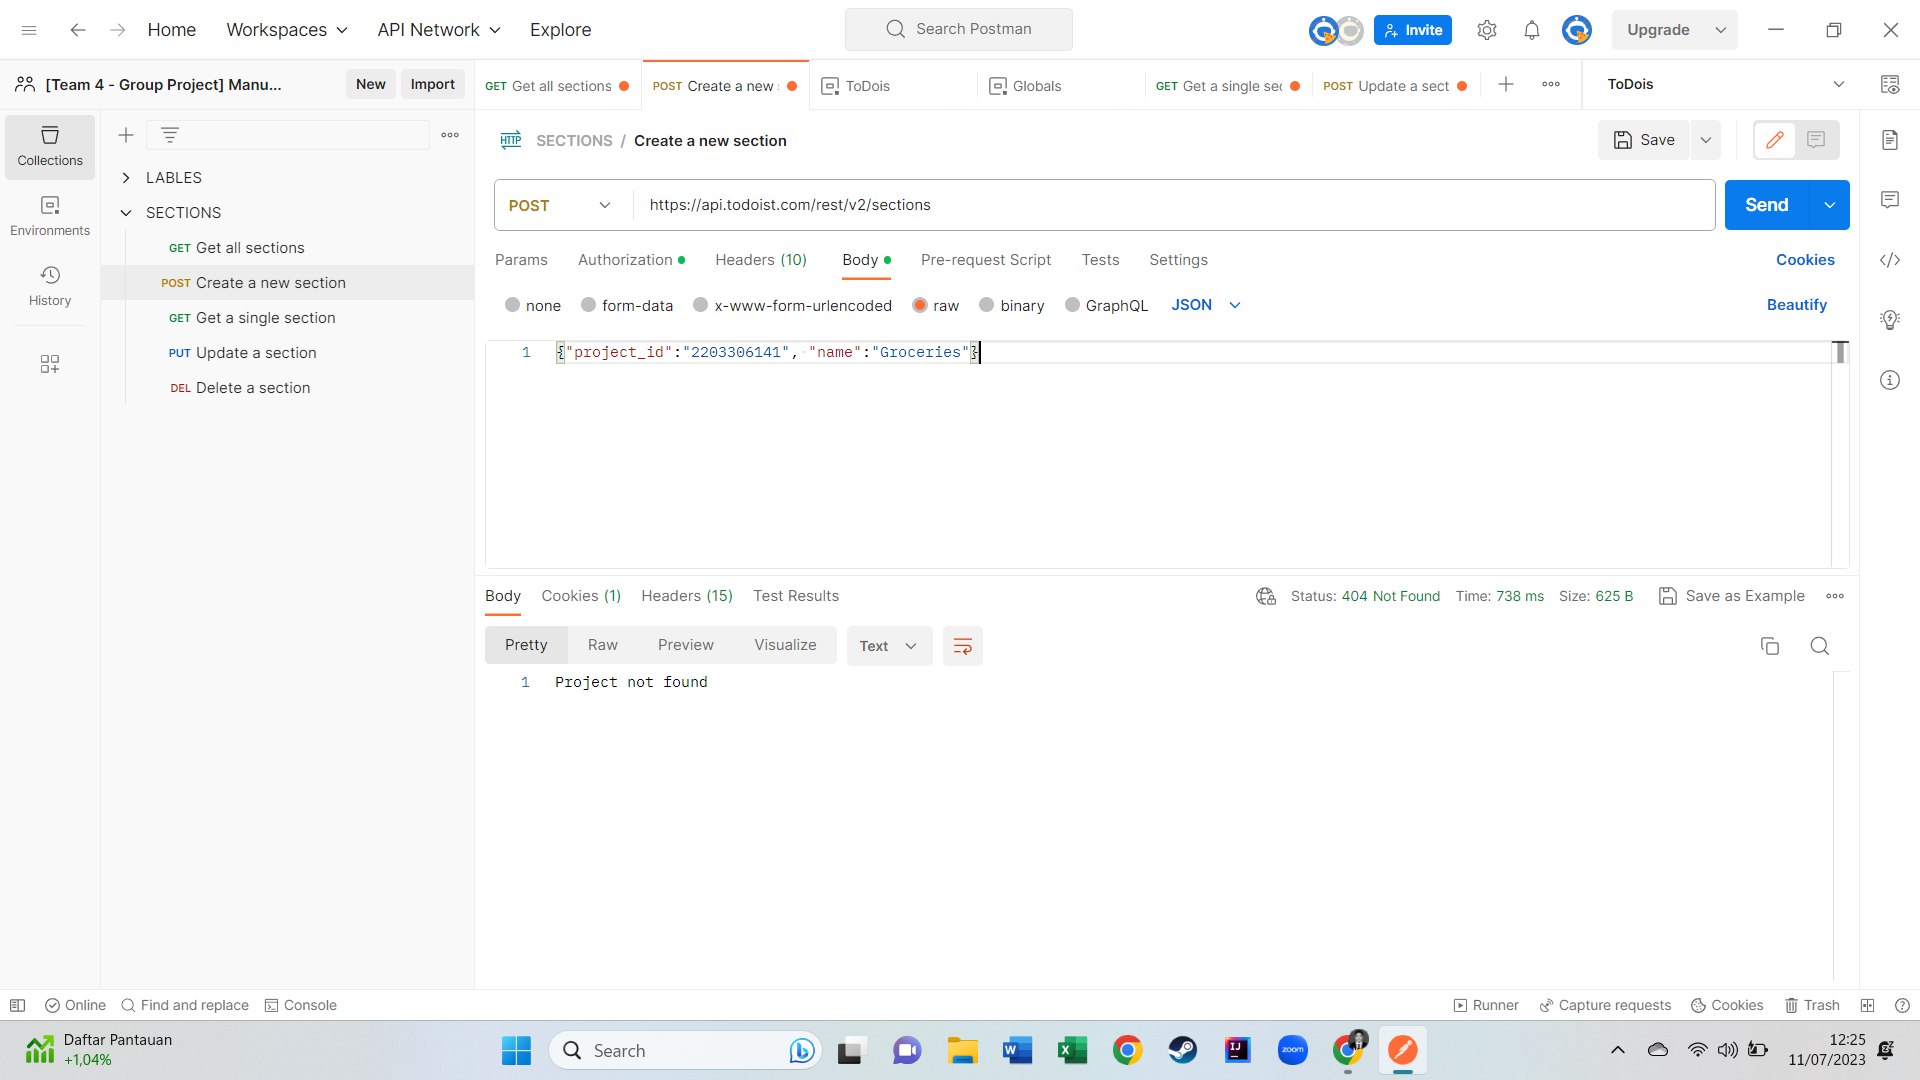 Home Workspaces API Network Explore Search Postman Invite Upgrade
[Team 4 - Group Project] Manu... New Import GET Get all sections POST Create a new ToDois Globals GET Get a single sec POST Update a sect ToDois
Collections
Environments
History
LABLES
SECTIONS
GET Get all sections
POST Create a new section
GET Get a single section
PUT Update a section
DEL Delete a section
HTTP SECTIONS / Create a new section Save
POST https://api.todoist.com/rest/v2/sections Send
Params Authorization Headers (10) Body Pre-request Script Tests Settings Cookies
none form-data x-www-form-urlencoded raw binary GraphQL JSON Beautify
1 {"project_id":"2203306141", "name":"Groceries"}
Body Cookies (1) Headers (15) Test Results Status: 404 Not Found Time: 738 ms Size: 625 B Save as Example
Pretty Raw Preview Visualize Text
1 Project not found
Online Find and replace Console Runner Capture requests Cookies Trash
Daftar Pantauan
+1,04%
Search
zoom
12:25
11/07/2023